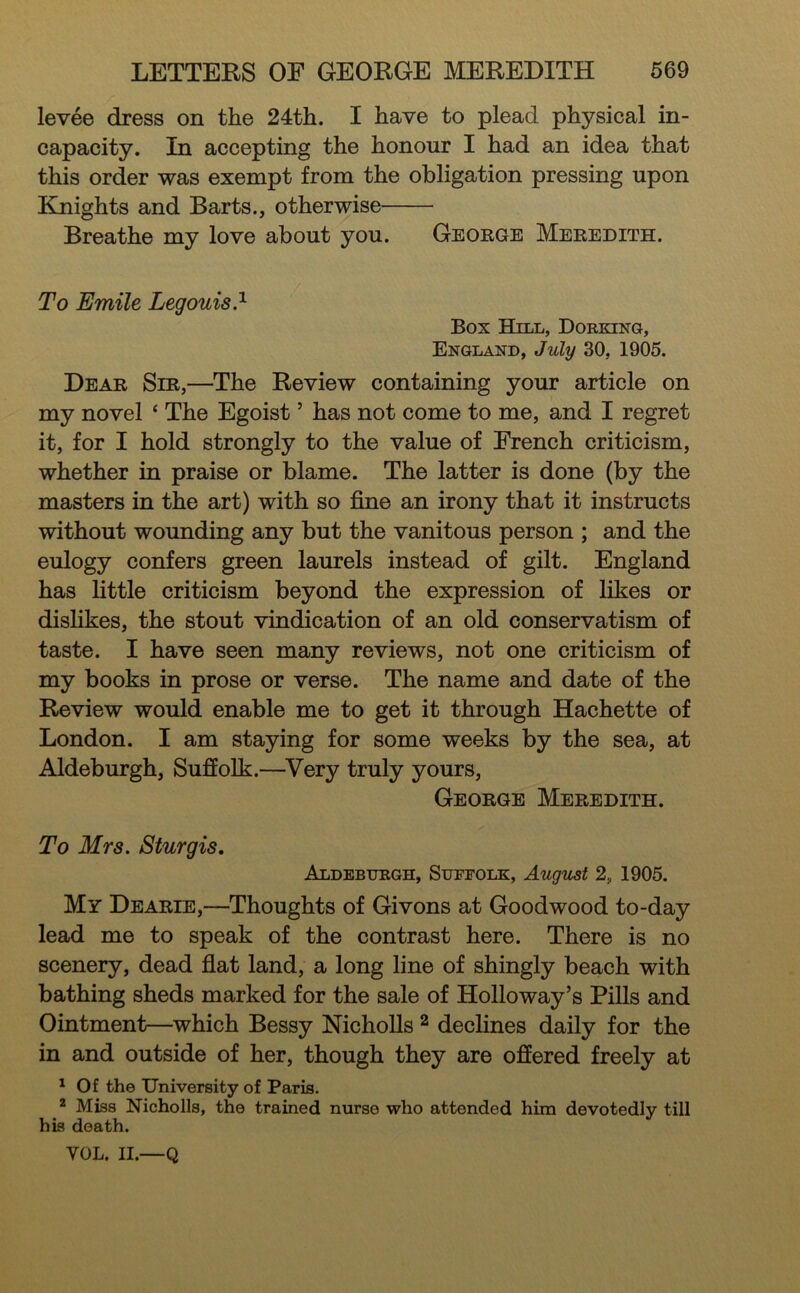 LETTERS OF GEORGE MEREDITH 569
levée dress on the 24th. I have to plead physical in-
capacity. In accepting the honour I had an idea that
this order was exempt from the obligation pressing upon
Knights and Barts., otherwise——
Breathe my love about you. GEORGE MEREDITH.
To Emile Legouis.¹
BOX HILL, DORKING,
ENGLAND, July 30, 1905.
DEAR SIR,—The Review containing your article on
my novel ‘ The Egoist ’ has not come to me, and I regret
it, for I hold strongly to the value of French criticism,
whether in praise or blame. The latter is done (by the
masters in the art) with so fine an irony that it instructs
without wounding any but the vanitous person ; and the
eulogy confers green laurels instead of gilt. England
has little criticism beyond the expression of likes or
dislikes, the stout vindication of an old conservatism of
taste. I have seen many reviews, not one criticism of
my books in prose or verse. The name and date of the
Review would enable me to get it through Hachette of
London. I am staying for some weeks by the sea, at
Aldeburgh, Suffolk.—Very truly yours,
GEORGE MEREDITH.
To Mrs. Sturgis.
ALDEBURGH, SUFFOLK, August 2, 1905.
MY DEARIE,—Thoughts of Givons at Goodwood to-day
lead me to speak of the contrast here. There is no
scenery, dead flat land, a long line of shingly beach with
bathing sheds marked for the sale of Holloway’s Pills and
Ointment—which Bessy Nicholls ² declines daily for the
in and outside of her, though they are offered freely at
¹ Of the University of Paris.
² Miss Nicholls, the trained nurse who attended him devotedly till
his death.
VOL. II.—Q